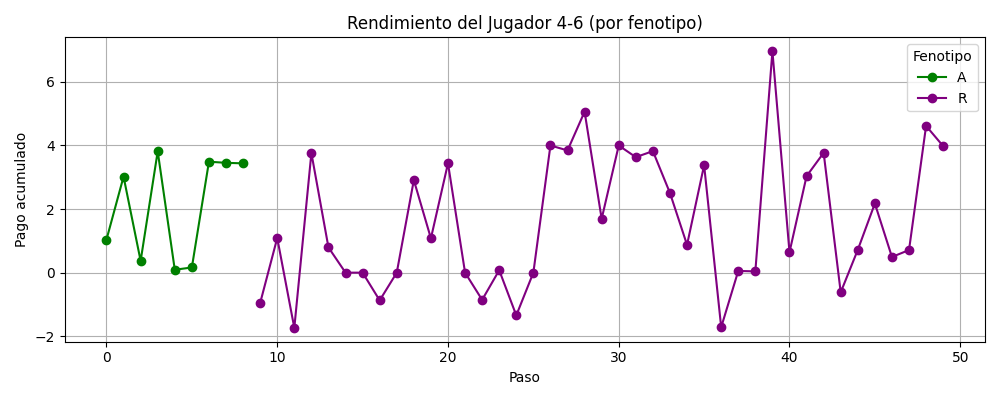 Rendimiento del Jugador 4-6 (por fenotipo)
Fenotipo
A
R
Pago acumulado
6
4
2
0
−2
0
10
20
30
40
50
Paso